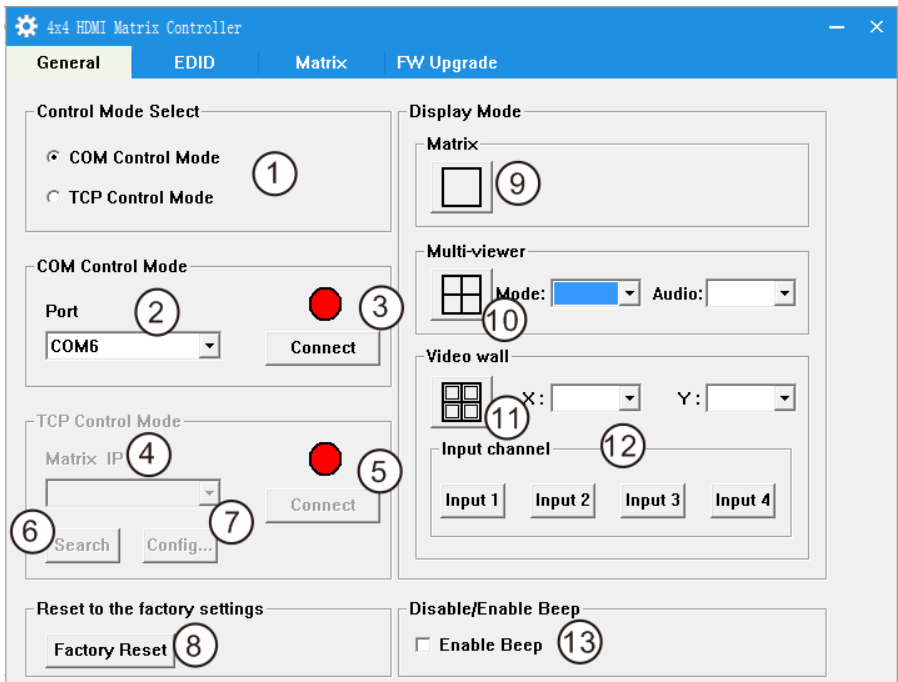 4x4 HDMI Matrix Controller
General EDID Matrix FW Upgrade
Control Mode Select
COM Control Mode
1
TCP Control Mode
COM Control Mode
Port
2
3
COM6
Connect
TCP Control Mode
Matrix IP
4
5
Connect
6
7
Search
Config...
Reset to the factory settings
Factory Reset
8
Display Mode
Matrix
9
Multi-viewer
Mode:
Audio:
10
Video wall
11
X:
Y:
12
Input channel
Input 1 Input 2 Input 3 Input 4
Disable/Enable Beep
Enable Beep
13